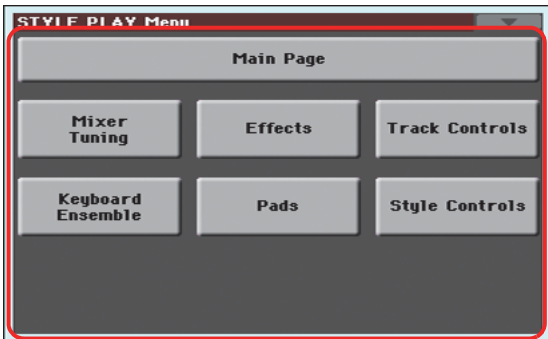 STYLE PLAY Menu
Main Page
Mixer
Tuning
Effects
Track Controls
Keyboard
Ensemble
Pads
Style Controls